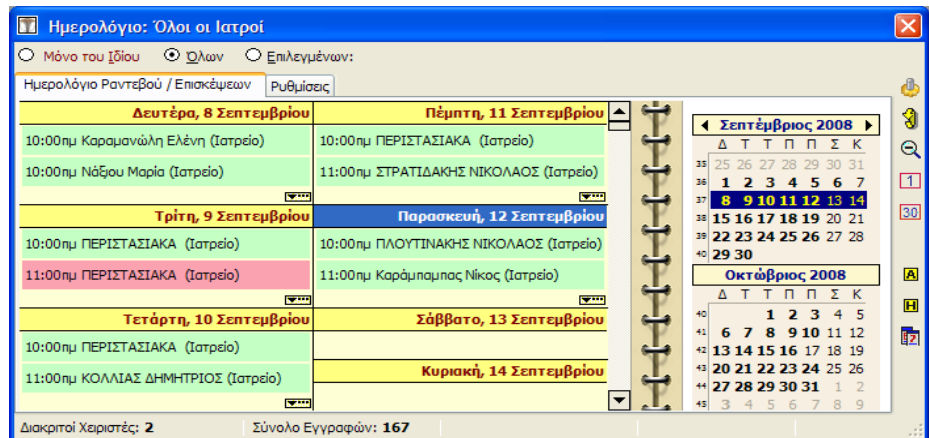 Ημερολόγιο: Όλοι οι Ιατροί
Μόνο του Ιδίου Όλων Επιλεγμένων:
Ημερολόγιο Ραντεβού / Επισκέψεων Ρυθμίσεις
Δευτέρα, 8 Σεπτεμβρίου
10:00πμ Καραμανώλη Ελένη (Ιατρείο)
10:00πμ Νάξιου Μαρία (Ιατρείο)
Τρίτη, 9 Σεπτεμβρίου
10:00πμ ΠΕΡΙΣΤΑΣΙΑΚΑ (Ιατρείο)
11:00πμ ΠΕΡΙΣΤΑΣΙΑΚΑ (Ιατρείο)
Τετάρτη, 10 Σεπτεμβρίου
10:00πμ ΠΕΡΙΣΤΑΣΙΑΚΑ (Ιατρείο)
11:00πμ ΚΟΛΛΙΑΣ ΔΗΜΗΤΡΙΟΣ (Ιατρείο)
Πέμπτη, 11 Σεπτεμβρίου
10:00πμ ΠΕΡΙΣΤΑΣΙΑΚΑ (Ιατρείο)
11:00πμ ΣΤΡΑΤΙΔΑΚΗΣ ΝΙΚΟΛΑΟΣ (Ιατρείο)
Παρασκευή, 12 Σεπτεμβρίου
10:00πμ ΠΛΟΥΤΙΝΑΚΗΣ ΝΙΚΟΛΑΟΣ (Ιατρείο)
11:00πμ Καράμπαμπας Νίκος (Ιατρείο)
Σάββατο, 13 Σεπτεμβρίου
Κυριακή, 14 Σεπτεμβρίου
Σεπτέμβριος 2008
Δ Τ Τ Π Π Σ Κ
35 25 26 27 28 29 30 31
36 1 2 3 4 5 6 7
37 8 9 10 11 12 13 14
38 15 16 17 18 19 20 21
39 22 23 24 25 26 27 28
40 29 30
Οκτώβριος 2008
Δ Τ Τ Π Π Σ Κ
40 1 2 3 4 5
41 6 7 8 9 10 11 12
42 13 14 15 16 17 18 19
43 20 21 22 23 24 25 26
44 27 28 29 30 31 1 2
45 3 4 5 6 7 8 9
1
30
A
H
Διακριτοί Χειριστές: 2 Σύνολο Εγγραφών: 167